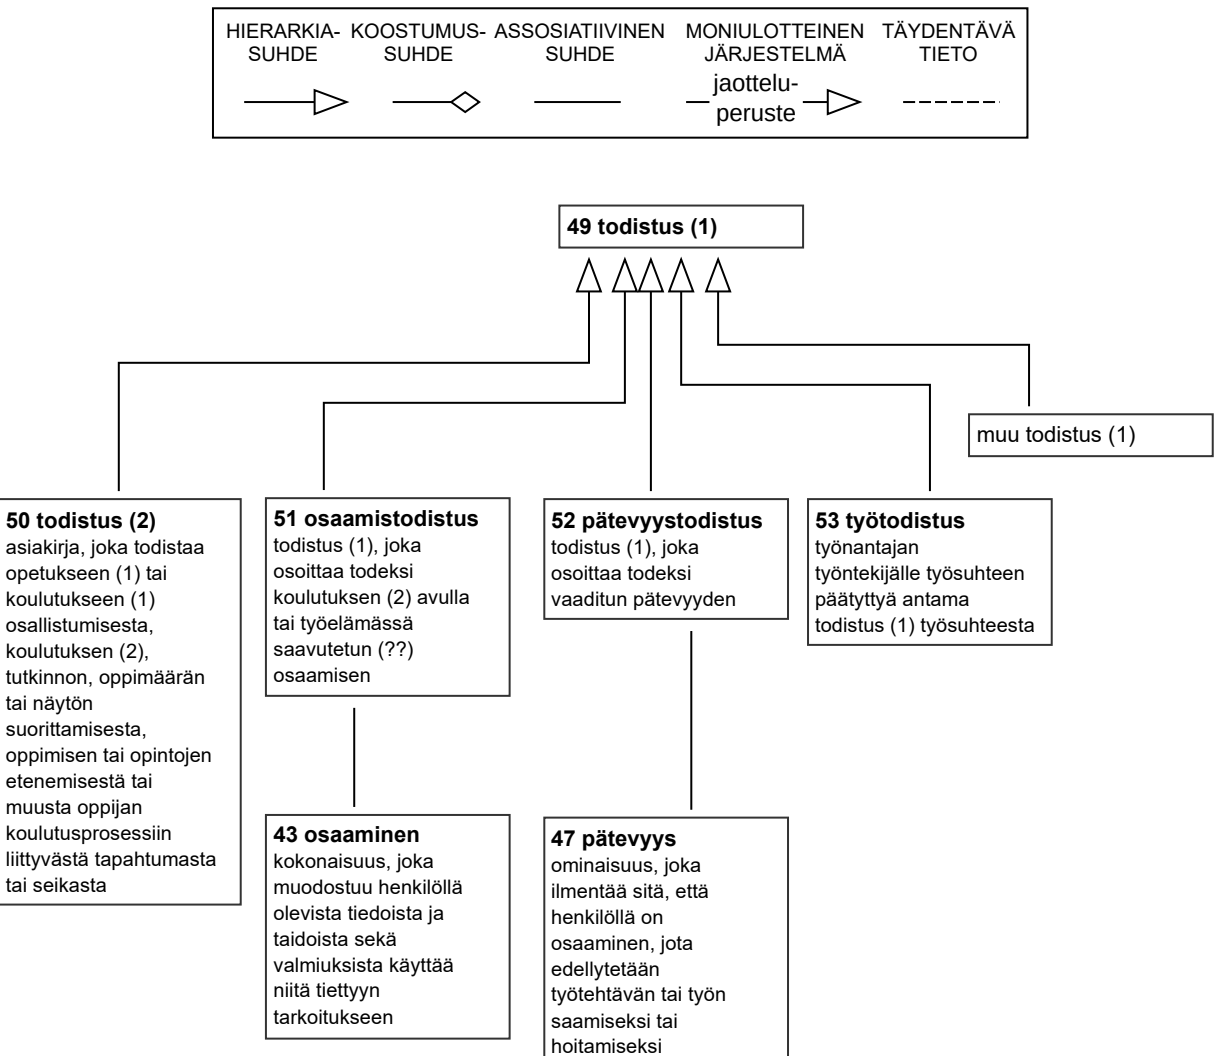 HIERARKIA-
SUHDE
KOOSTUMUS-
SUHDE
ASSOSIATIIVINEN
SUHDE
MONIULOTTEINEN
JÄRJESTELMÄ
jaottelu-
peruste
TÄYDENTÄVÄ
TIETO
49 todistus (1)
muu todistus (1)
50 todistus (2)
asiakirja, joka todistaa
opetukseen (1) tai
koulutukseen (1)
osallistumisesta,
koulutuksen (2),
tutkinnon, oppimäärän
tai näytön
suorittamisesta,
oppimisen tai opintojen
etenemisestä tai
muusta oppijan
koulutusprosessiin
liittyvästä tapahtumasta
tai seikasta
51 osaamistodistus
todistus (1), joka
osoittaa todeksi
koulutuksen (2) avulla
tai työelämässä
saavutetun (??)
osaamisen
52 pätevyystodistus
todistus (1), joka
osoittaa todeksi
vaaditun pätevyyden
53 työtodistus
työnantajan
työntekijälle työsuhteen
päätyttyä antama
todistus (1) työsuhteesta
43 osaaminen
kokonaisuus, joka
muodostuu henkilöllä
olevista tiedoista ja
taidoista sekä
valmiuksista käyttää
niitä tiettyyn
tarkoitukseen
47 pätevyys
ominaisuus, joka
ilmentää sitä, että
henkilöllä on
osaaminen, jota
edellytetään
työtehtävän tai työn
saamiseksi tai
hoitamiseksi